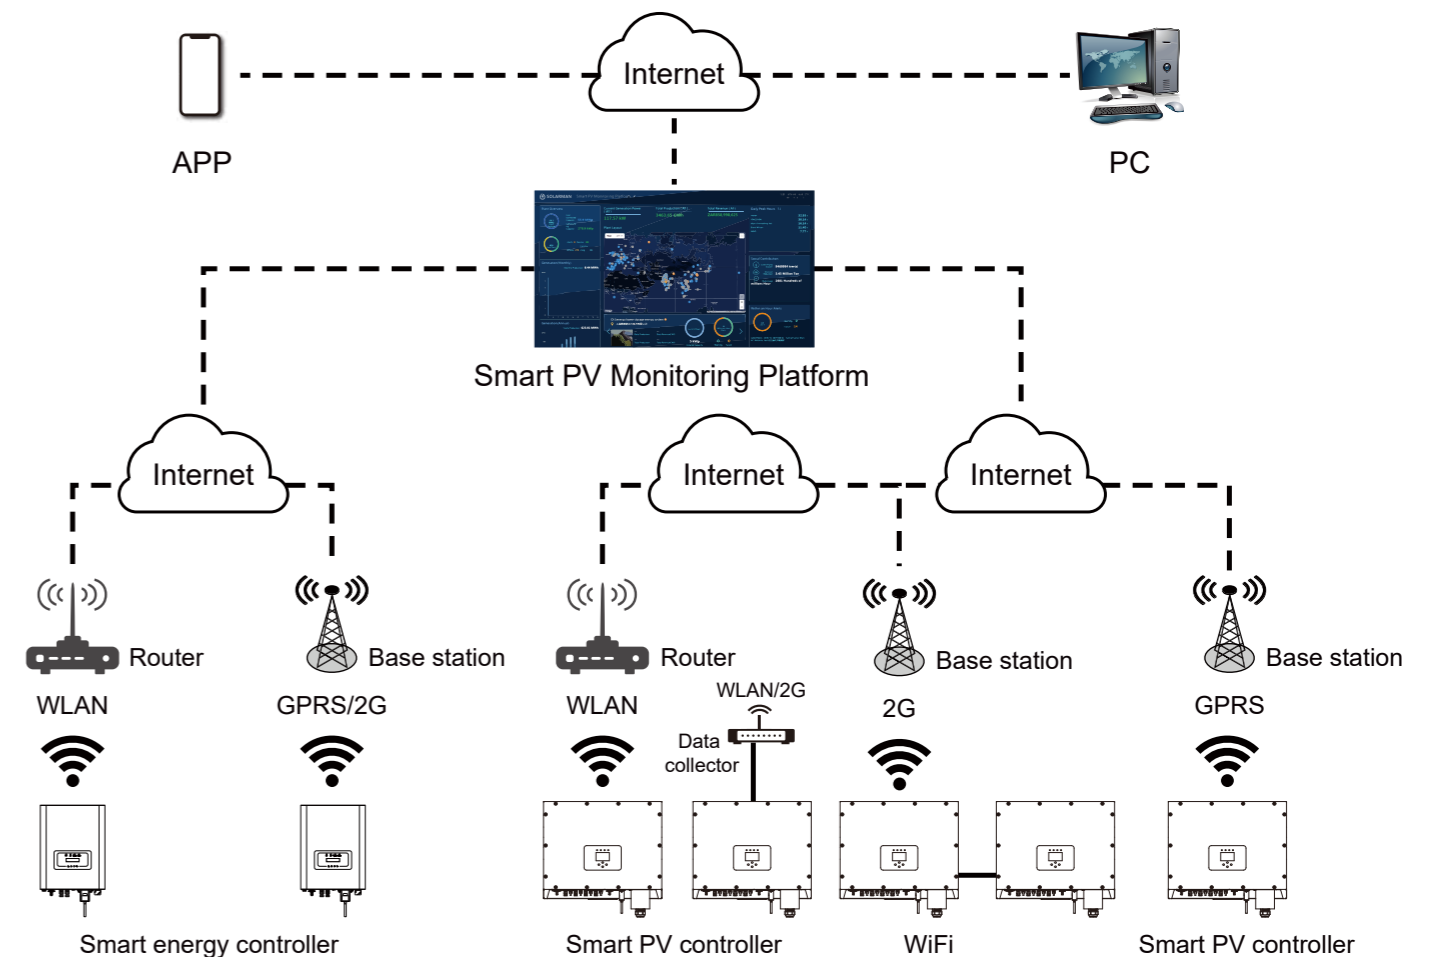 Internet
APP
PC
SOLARMAN
Smart PV Monitoring Platform
Internet
Internet
Internet
Router
Base station
Router
Base station
Base station
WLAN
GPRS/2G
WLAN
WLAN/2G
2G
GPRS
Data
collector
Smart energy controller
Smart PV controller
WiFi
Smart PV controller